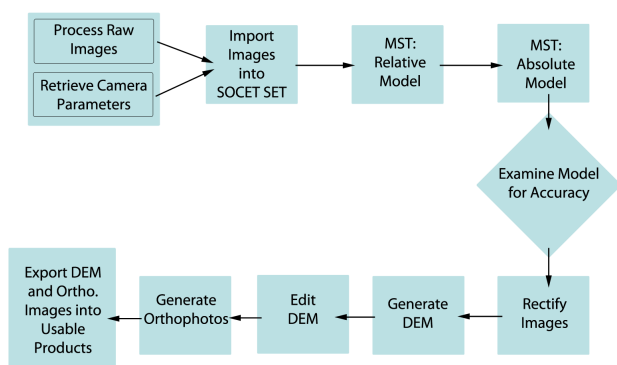 Process Raw
Images
Retrieve Camera
Parameters
Import
Images
into
SOCET SET
MST:
Relative
Model
MST:
Absolute
Model
Examine Model
for Accuracy
Rectify
Images
Generate
DEM
Edit
DEM
Generate
Orthophotos
Export DEM
and Ortho.
Images into
Usable
Products